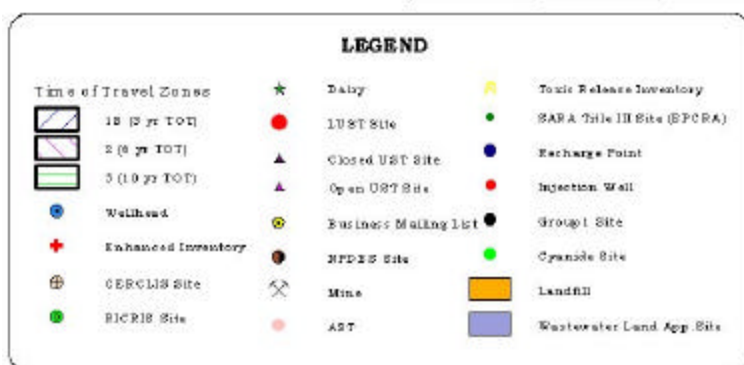 LEGEND
Time of Travel Zones
1B (3 yr TOT)
2 (6 yr TOT)
3 (10 yr TOT)
Wellhead
Enhanced Inventory
CERCLIS Site
RICRIS Site
Dairy
LUST Site
Closed UST Site
Open UST Site
Business Mailing List
NPDES Site
Mine
AST
Toxic Release Inventory
SARA Title III Site (EPCRA)
Recharge Point
Injection Well
Group1 Site
Cyanide Site
Landfill
Wastewater Land App. Site